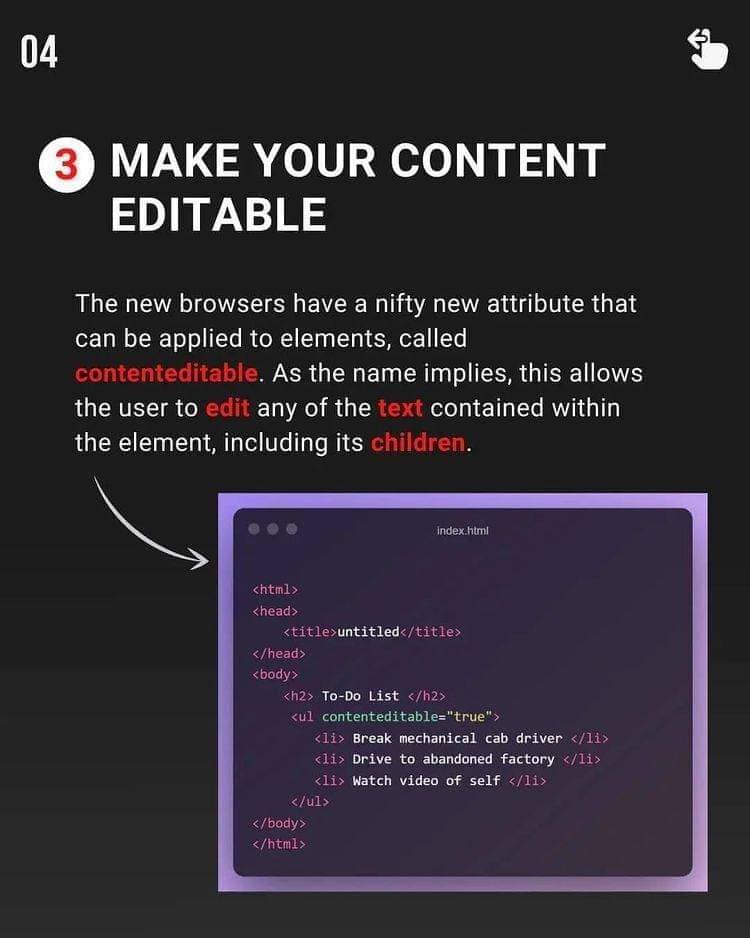 04
3 MAKE YOUR CONTENT
EDITABLE
The new browsers have a nifty new attribute that
can be applied to elements, called
contenteditable. As the name implies, this allows
the user to edit any of the text contained within
the element, including its children.
index.html
<html>
<head>
    <title>untitled</title>
</head>
<body>
    <h2> To-Do List </h2>
     <ul contenteditable="true">
        <li> Break mechanical cab driver </li>
        <li> Drive to abandoned factory </li>
        <li> Watch video of self </li>
     </ul>
</body>
</html>